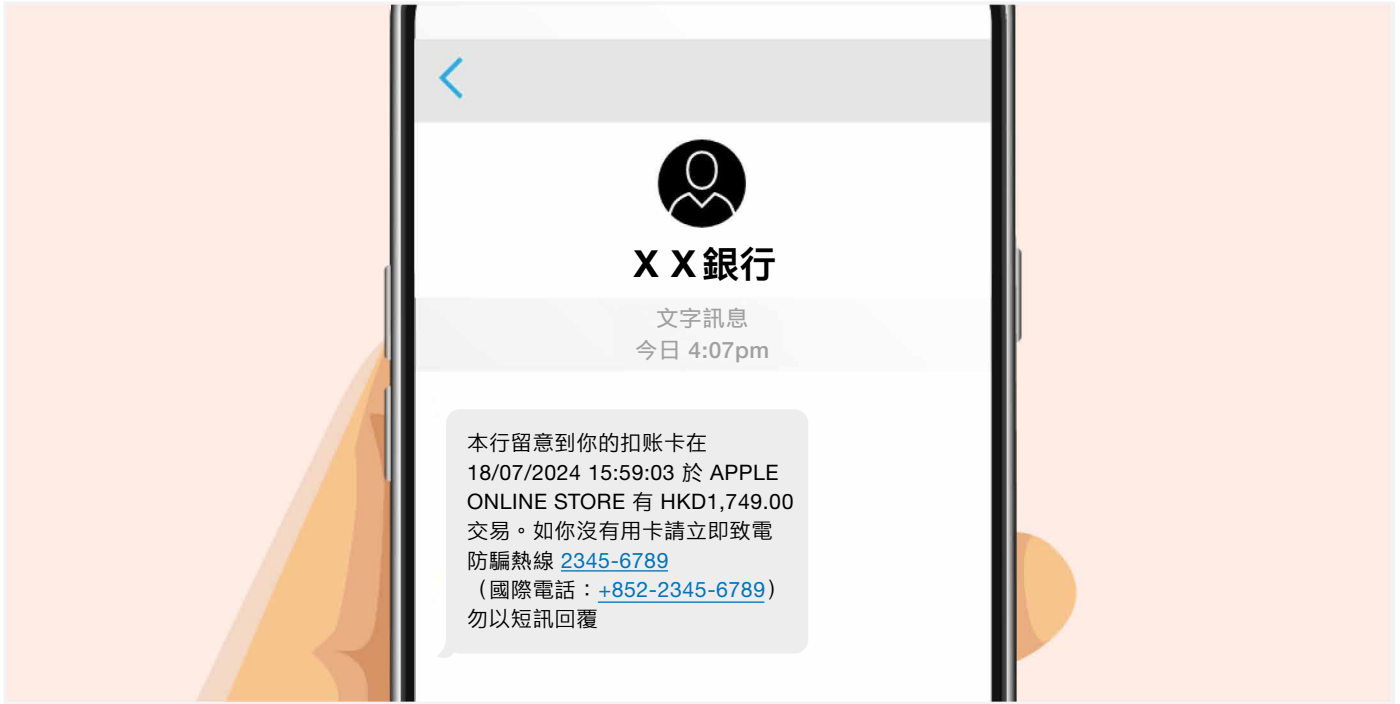 X X銀行
文字訊息
今日 4:07pm
本行留意到你的扣账卡在
18/07/2024 15:59:03 於 APPLE
ONLINE STORE 有 HKD1,749.00
交易。如你沒有用卡請立即致電
防騙熱線 2345-6789
（國際電話：+852-2345-6789）
勿以短訊回覆